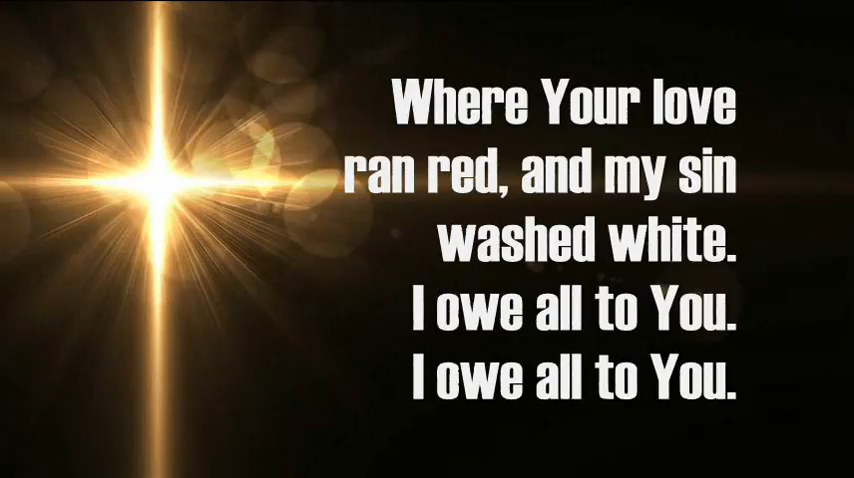 Where Your love
ran red, and my sin
washed white.
I owe all to You.
I owe all to You.